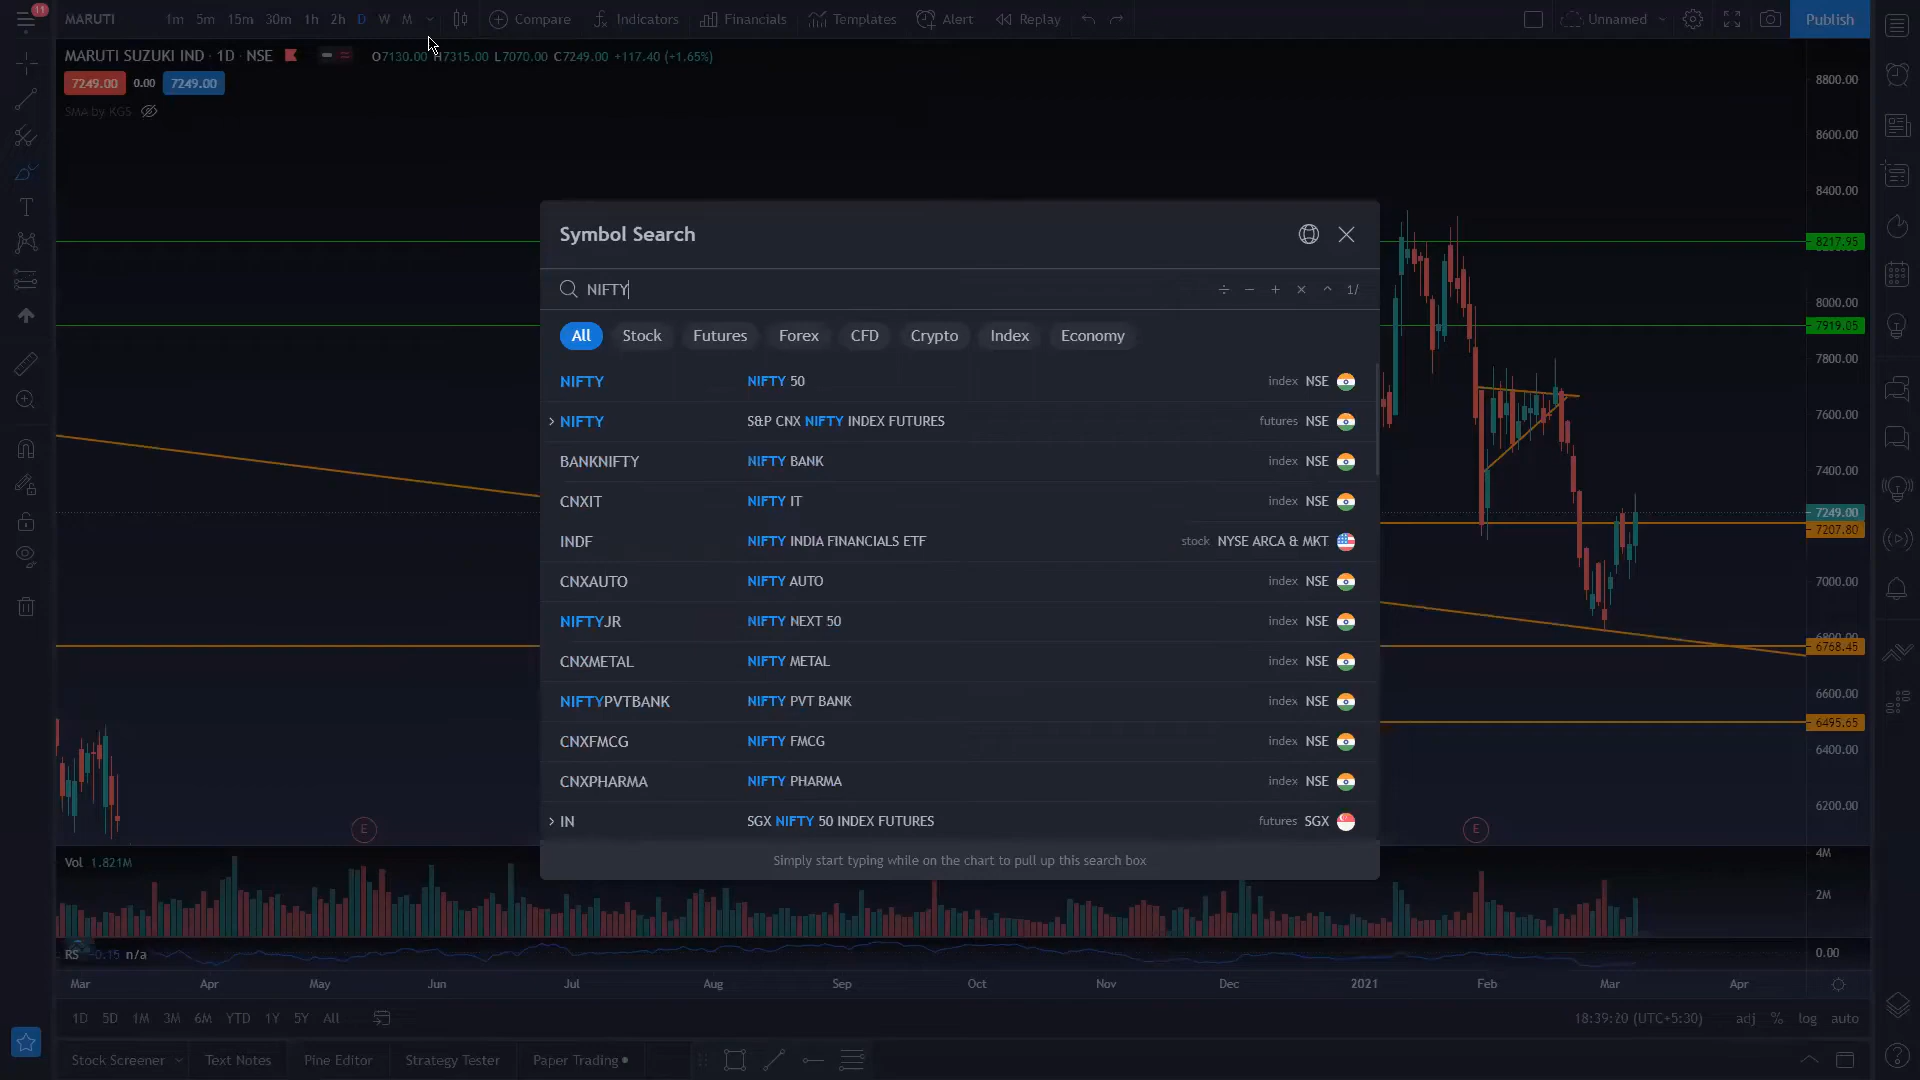 11
MARUTI 1m 5m 15m 30m 1h 2h D W M Compare Indicators Financials Templates Alert Replay Unnamed Publish
MARUTI SUZUKI IND · 1D · NSE O7130.00 H7315.00 L7070.00 C7249.00 +117.40 (+1.65%)
7249.00 0.00 7249.00
SMA by KGS
8800.00
8600.00
8400.00
8217.95
8000.00
7919.05
7800.00
7600.00
7400.00
7249.00
7207.80
7000.00
6800.00
6768.45
6600.00
6495.65
6400.00
6200.00
Symbol Search
NIFTY ÷ − + × ^ 1/
All Stock Futures Forex CFD Crypto Index Economy
NIFTY NIFTY 50 index NSE
NIFTY S&P CNX NIFTY INDEX FUTURES futures NSE
BANKNIFTY NIFTY BANK index NSE
CNXIT NIFTY IT index NSE
INDF NIFTY INDIA FINANCIALS ETF stock NYSE ARCA & MKT
CNXAUTO NIFTY AUTO index NSE
NIFTYJR NIFTY NEXT 50 index NSE
CNXMETAL NIFTY METAL index NSE
NIFTYPVTBANK NIFTY PVT BANK index NSE
CNXFMCG NIFTY FMCG index NSE
CNXPHARMA NIFTY PHARMA index NSE
IN SGX NIFTY 50 INDEX FUTURES futures SGX
Simply start typing while on the chart to pull up this search box
E E
Vol 1.821M
4M
2M
RS -0.15 n/a 0.00
Mar Apr May Jun Jul Aug Sep Oct Nov Dec 2021 Feb Mar Apr
1D 5D 1M 3M 6M YTD 1Y 5Y All 18:39:20 (UTC+5:30) adj % log auto
Stock Screener Text Notes Pine Editor Strategy Tester Paper Trading